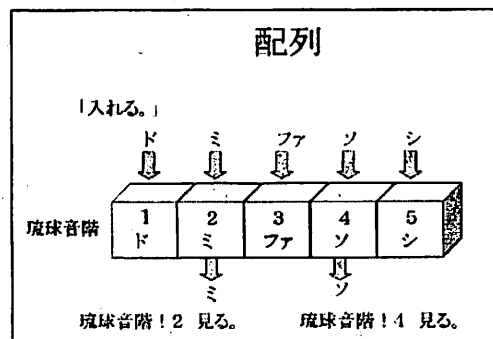 配列
「入れる。」
ド ミ ファ ソ シ
1 2 3 4 5
琉球音階 ド ミ ファ ソ シ
ミ ソ
琉球音階!2 見る。 琉球音階!4 見る。